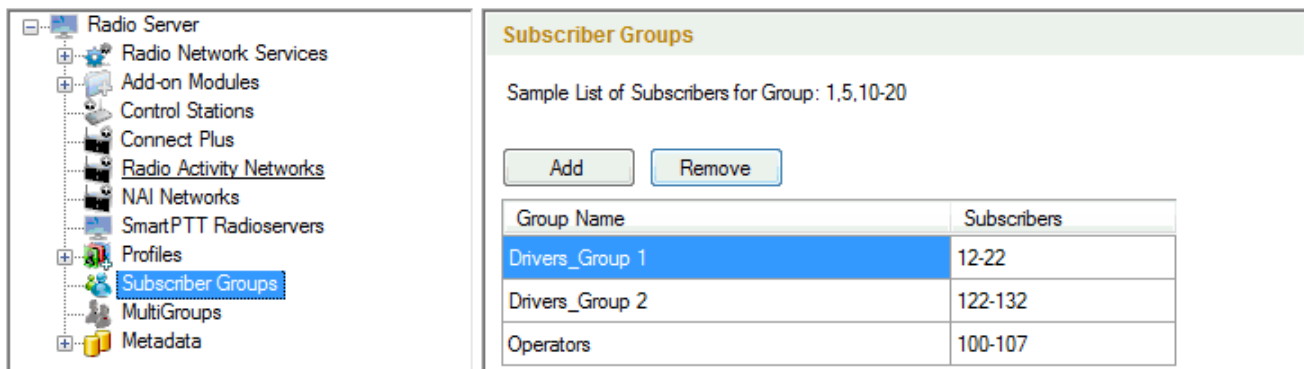 Radio Server
Radio Network Services
Add-on Modules
Control Stations
Connect Plus
Radio Activity Networks
NAI Networks
SmartPTT Radioservers
Profiles
Subscriber Groups
MultiGroups
Metadata
Subscriber Groups
Sample List of Subscribers for Group: 1,5,10-20
Add Remove
Group Name Subscribers
Drivers_Group 1 12-22
Drivers_Group 2 122-132
Operators 100-107